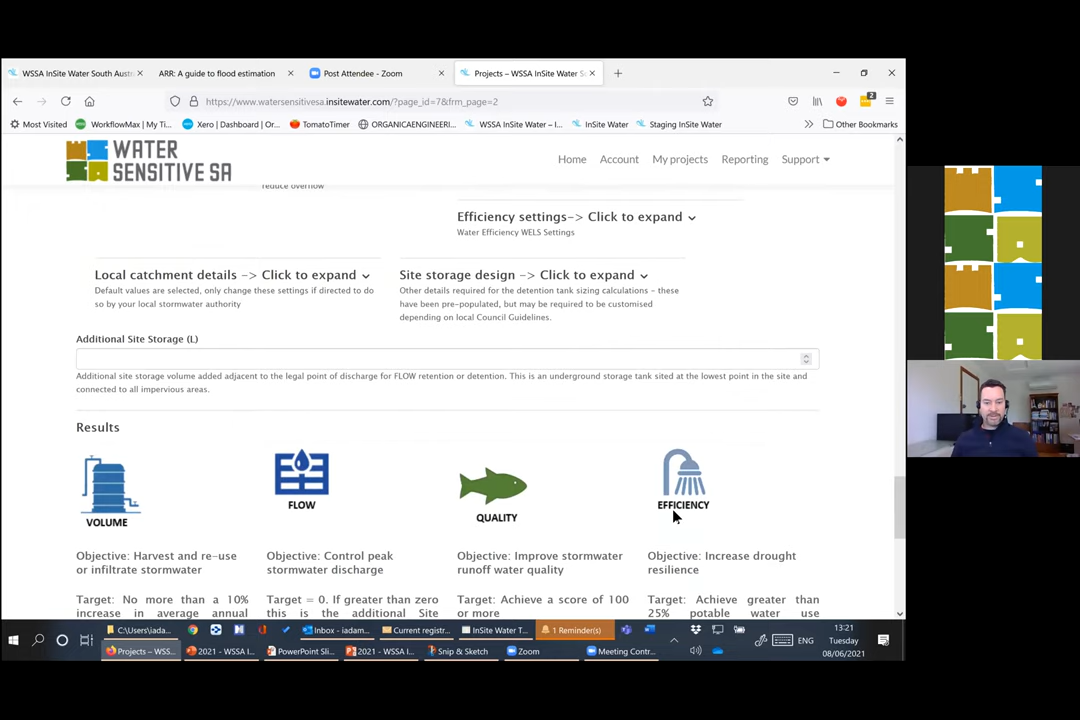 WSSA InSite Water South Austr
ARR: A guide to flood estimation
Post Attendee - Zoom
Projects – WSSA InSite Water S
https://www.watersensitivesa.insitewater.com/?page_id=7&frm_page=2
2
Most Visited
WorkflowMax | My Ti...
Xero | Dashboard | Or...
TomatoTimer
ORGANICAENGINEERI...
WSSA InSite Water – I...
InSite Water
Staging InSite Water
Other Bookmarks
WATER
SENSITIVE SA
Home
Account
My projects
Reporting
Support
reduce overflow
Efficiency settings-> Click to expand
Water Efficiency WELS Settings
Local catchment details -> Click to expand
Default values are selected, only change these settings if directed to do
so by your local stormwater authority
Site storage design -> Click to expand
Other details required for the detention tank sizing calculations - these
have been pre-populated, but may be required to be customised
depending on local Council Guidelines.
Additional Site Storage (L)
Additional site storage volume added adjacent to the legal point of discharge for FLOW retention or detention. This is an underground storage tank sited at the lowest point in the site and
connected to all impervious areas.
Results
VOLUME
FLOW
QUALITY
EFFICIENCY
Objective: Harvest and re-use
or infiltrate stormwater
Objective: Control peak
stormwater discharge
Objective: Improve stormwater
runoff water quality
Objective: Increase drought
resilience
Target: No more than a 10%
increase in average annual
Target = 0. If greater than zero
this is the additional Site
Target: Achieve a score of 100
or more
Target: Achieve greater than
25% potable water use
C:\Users\iada...
Inbox - iadam...
Current registr...
InSite Water T...
1 Reminder(s)
ENG
13:21
Tuesday
08/06/2021
Projects – WSS...
2021 - WSSA I...
PowerPoint Sli...
2021 - WSSA I...
Snip & Sketch
Zoom
Meeting Contr...